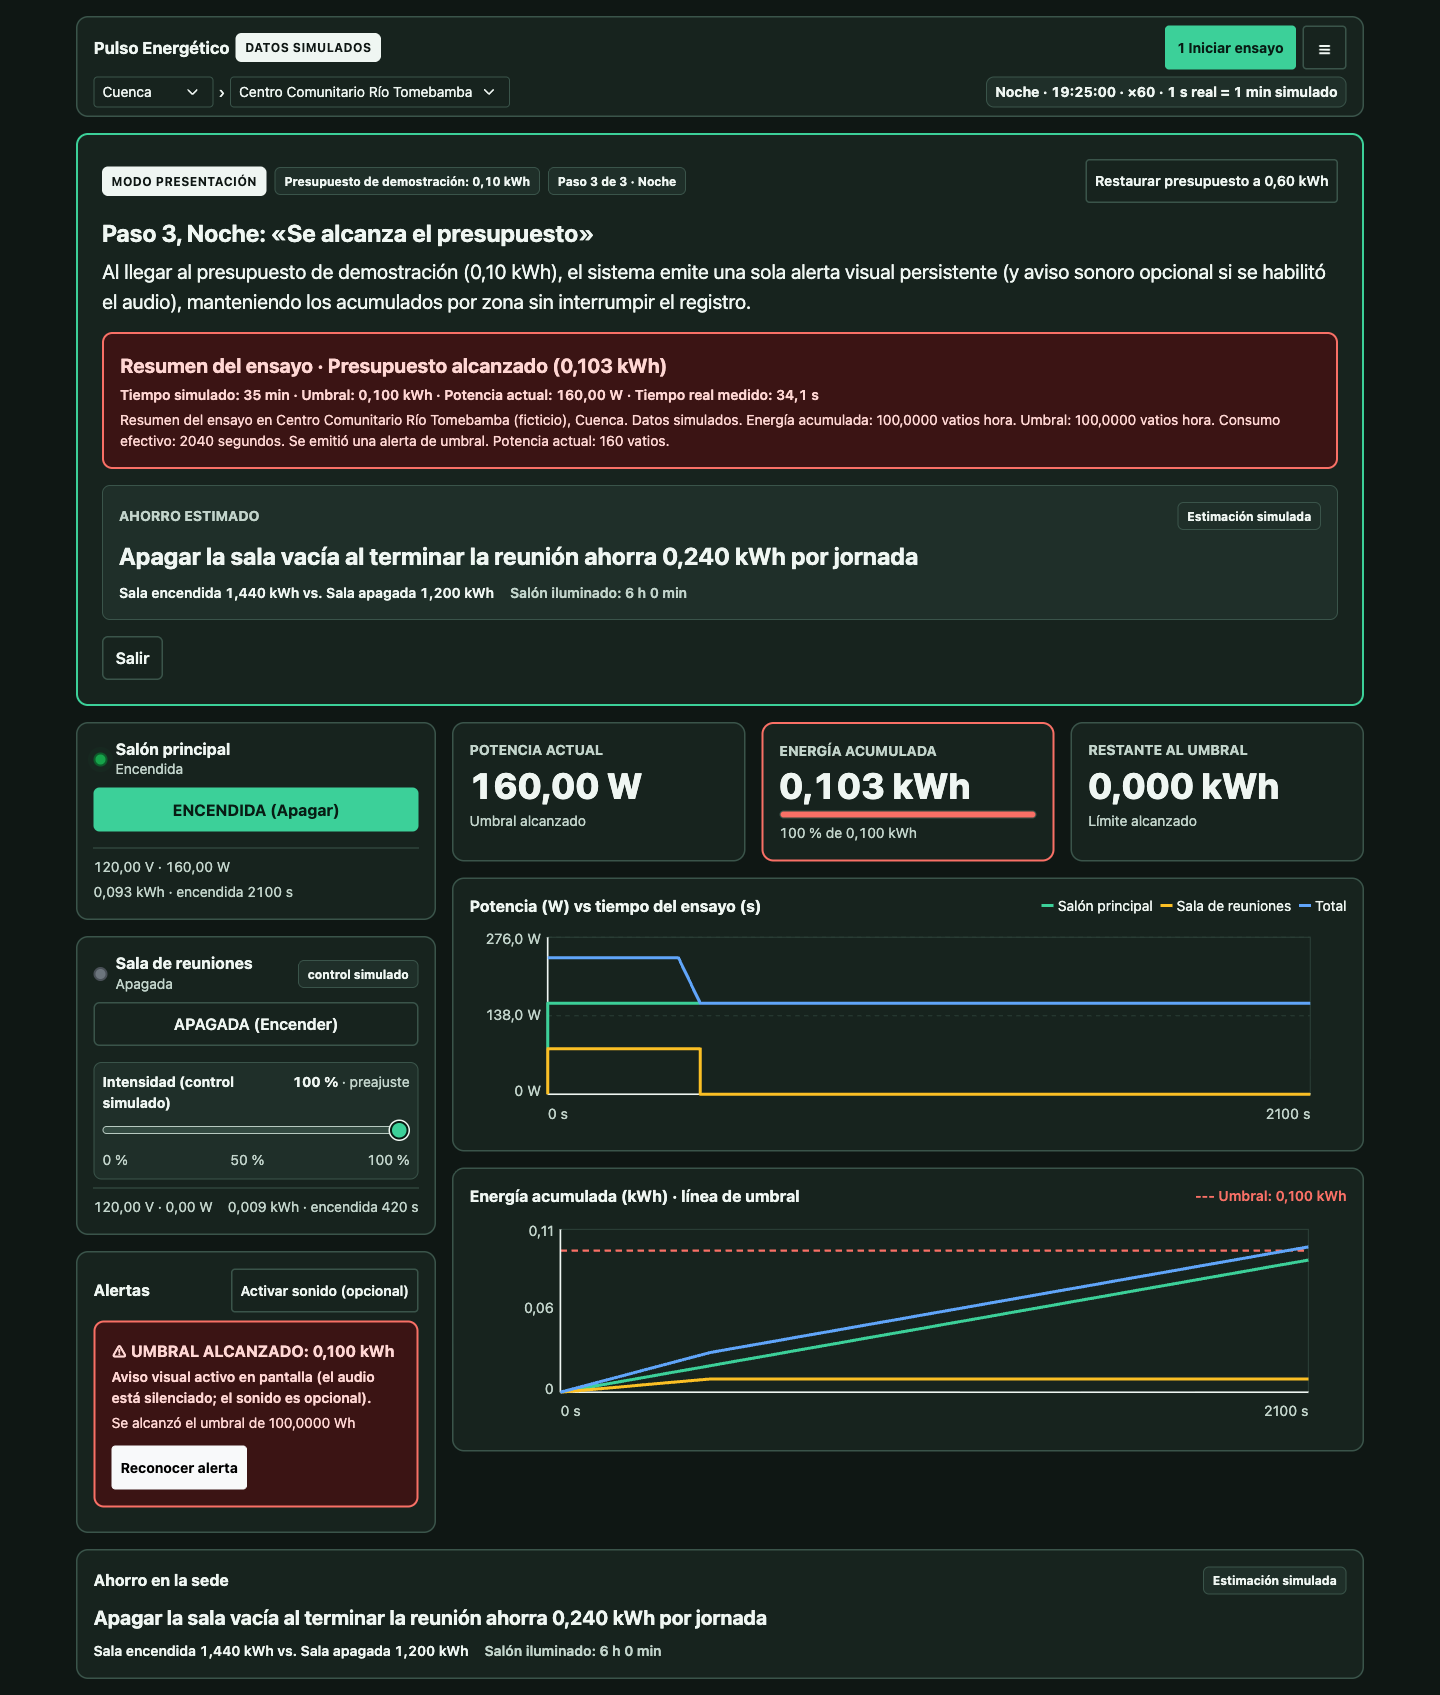 Pulso Energético DATOS SIMULADOS
1 Iniciar ensayo ≡
Cuenca › Centro Comunitario Río Tomebamba
Noche · 19:25:00 · ×60 · 1 s real = 1 min simulado
MODO PRESENTACIÓN Presupuesto de demostración: 0,10 kWh Paso 3 de 3 · Noche
Restaurar presupuesto a 0,60 kWh
Paso 3, Noche: «Se alcanza el presupuesto»
Al llegar al presupuesto de demostración (0,10 kWh), el sistema emite una sola alerta visual persistente (y aviso sonoro opcional si se habilitó
el audio), manteniendo los acumulados por zona sin interrumpir el registro.
Resumen del ensayo · Presupuesto alcanzado (0,103 kWh)
Tiempo simulado: 35 min · Umbral: 0,100 kWh · Potencia actual: 160,00 W · Tiempo real medido: 34,1 s
Resumen del ensayo en Centro Comunitario Río Tomebamba (ficticio), Cuenca. Datos simulados. Energía acumulada: 100,0000 vatios hora. Umbral: 100,0000 vatios hora. Consumo
efectivo: 2040 segundos. Se emitió una alerta de umbral. Potencia actual: 160 vatios.
AHORRO ESTIMADO
Estimación simulada
Apagar la sala vacía al terminar la reunión ahorra 0,240 kWh por jornada
Sala encendida 1,440 kWh vs. Sala apagada 1,200 kWh Salón iluminado: 6 h 0 min
Salir
Salón principal
Encendida
ENCENDIDA (Apagar)
120,00 V · 160,00 W
0,093 kWh · encendida 2100 s
Sala de reuniones
Apagada
control simulado
APAGADA (Encender)
Intensidad (control
simulado)
100 % · preajuste
0 % 50 % 100 %
120,00 V · 0,00 W 0,009 kWh · encendida 420 s
Alertas
Activar sonido (opcional)
⚠ UMBRAL ALCANZADO: 0,100 kWh
Aviso visual activo en pantalla (el audio
está silenciado; el sonido es opcional).
Se alcanzó el umbral de 100,0000 Wh
Reconocer alerta
POTENCIA ACTUAL
160,00 W
Umbral alcanzado
ENERGÍA ACUMULADA
0,103 kWh
100 % de 0,100 kWh
RESTANTE AL UMBRAL
0,000 kWh
Límite alcanzado
Potencia (W) vs tiempo del ensayo (s)
Salón principal Sala de reuniones Total
276,0 W
138,0 W
0 W
0 s 2100 s
Energía acumulada (kWh) · línea de umbral
--- Umbral: 0,100 kWh
0,11
0,06
0
0 s 2100 s
Ahorro en la sede
Estimación simulada
Apagar la sala vacía al terminar la reunión ahorra 0,240 kWh por jornada
Sala encendida 1,440 kWh vs. Sala apagada 1,200 kWh Salón iluminado: 6 h 0 min